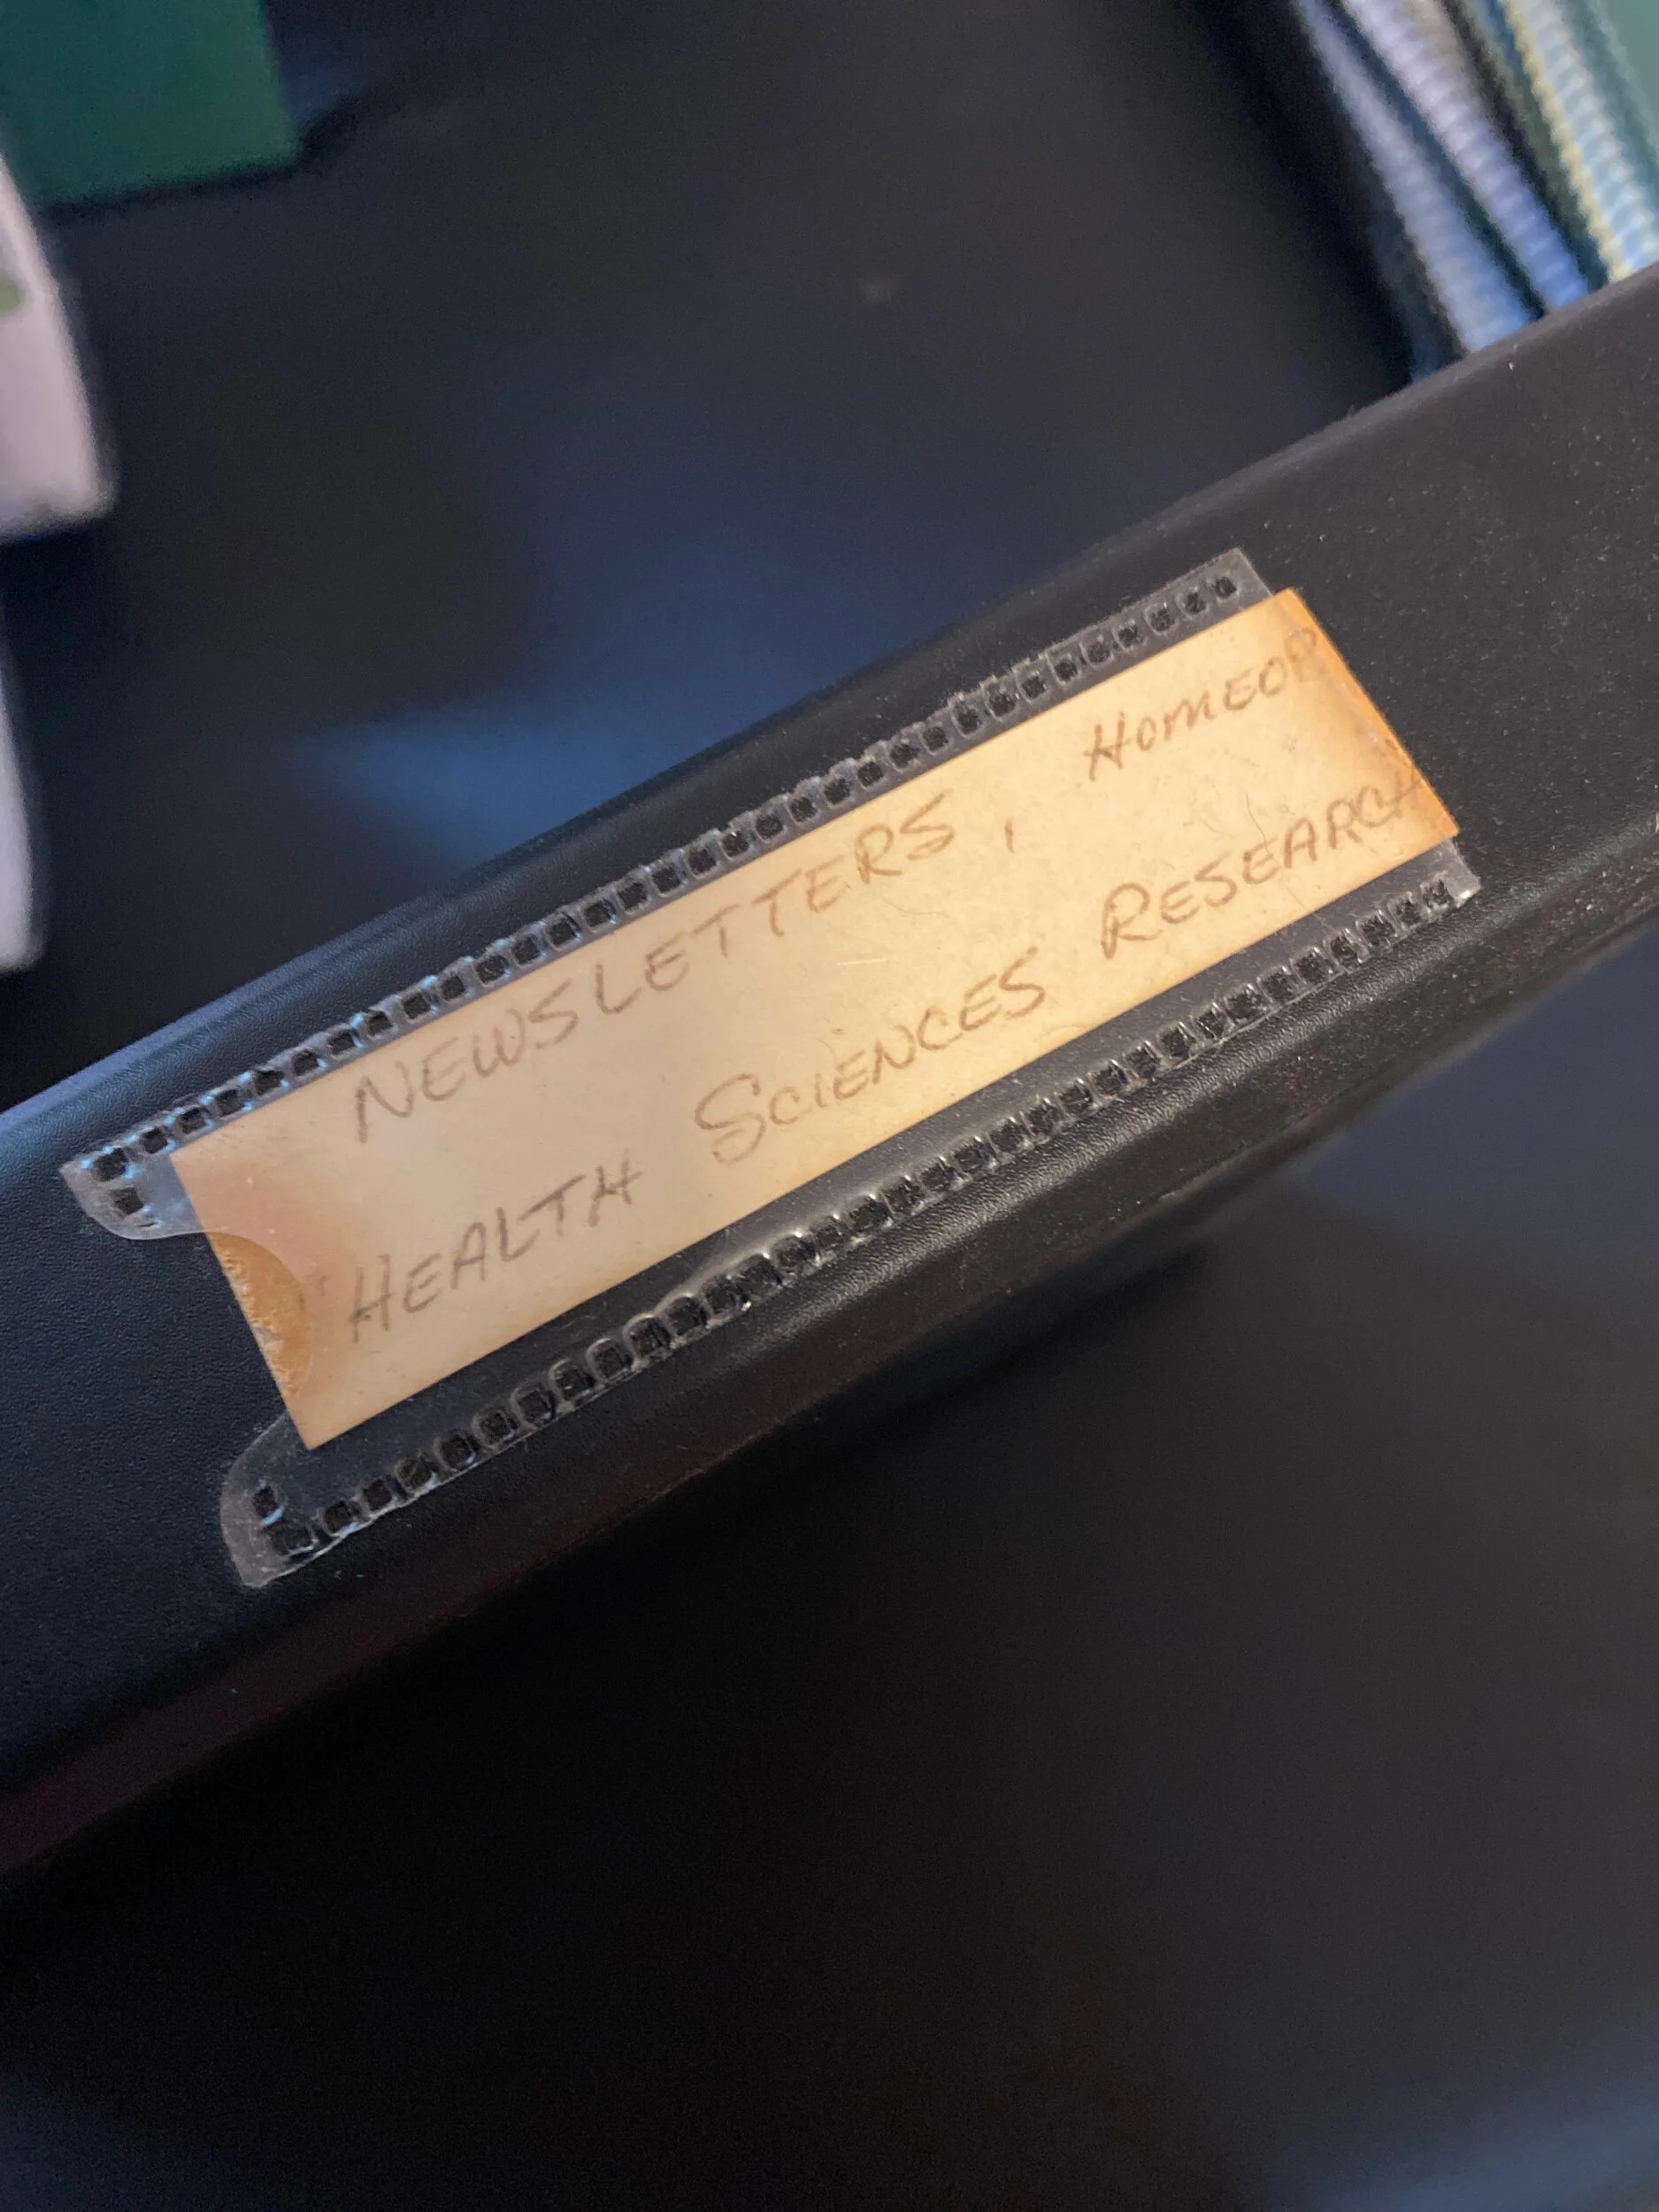 NEWSLETTERS, HOMEOP
HEALTH SCIENCES RESEARCH